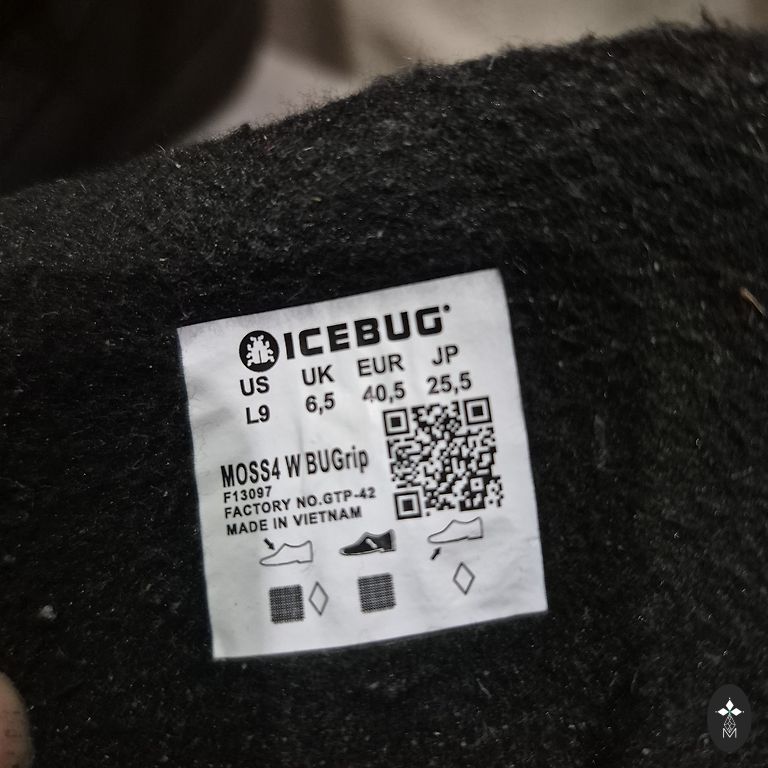 ICEBUG
US UK EUR JP
L9 6,5 40,5 25,5
MOSS4 W BUGrip
F13097
FACTORY NO.GTP-42
MADE IN VIETNAM
M